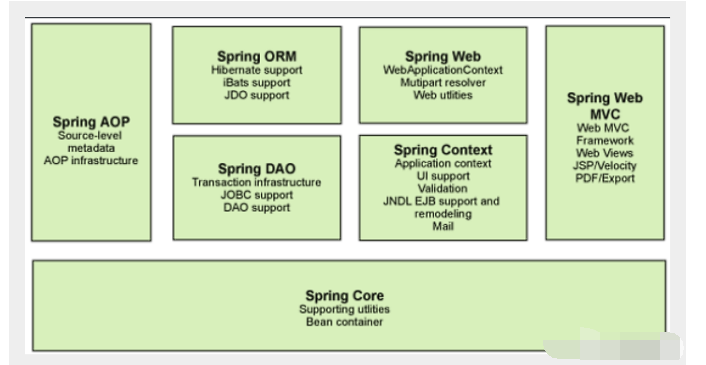 Spring AOP
Source-level
metadata
AOP infrastructure
Spring ORM
Hibernate support
iBats support
JDO support
Spring DAO
Transaction infrastructure
JOBC support
DAO support
Spring Web
WebApplicationContext
Mutipart resolver
Web utlities
Spring Context
Application context
UI support
Validation
JNDL EJB support and
remodeling
Mail
Spring Web
MVC
Web MVC
Framework
Web Views
JSP/Velocity
PDF/Export
Spring Core
Supporting utlities
Bean container